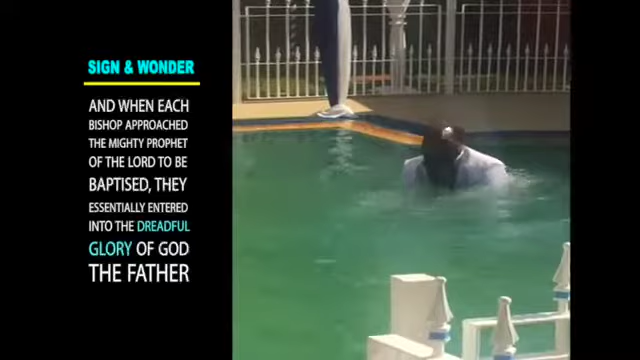 SIGN & WONDER
AND WHEN EACH
BISHOP APPROACHED
THE MIGHTY PROPHET
OF THE LORD TO BE
BAPTISED, THEY
ESSENTIALLY ENTERED
INTO THE DREADFUL
GLORY OF GOD
THE FATHER